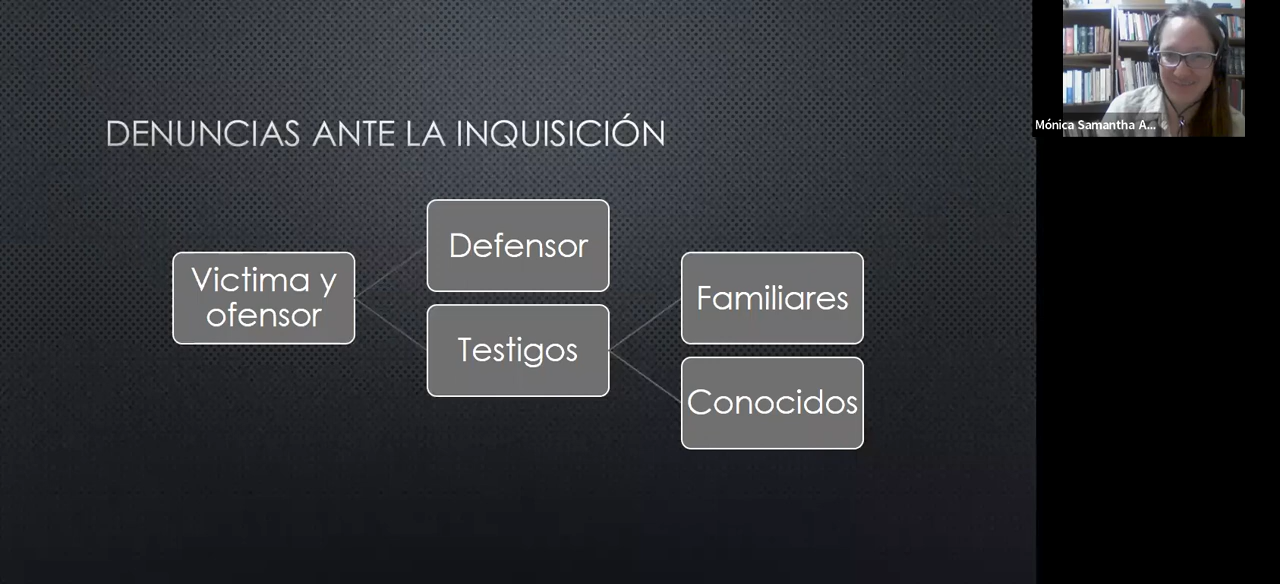 DENUNCIAS ANTE LA INQUISICIÓN
Victima y
ofensor
Defensor
Testigos
Familiares
Conocidos
Mónica Samantha A...